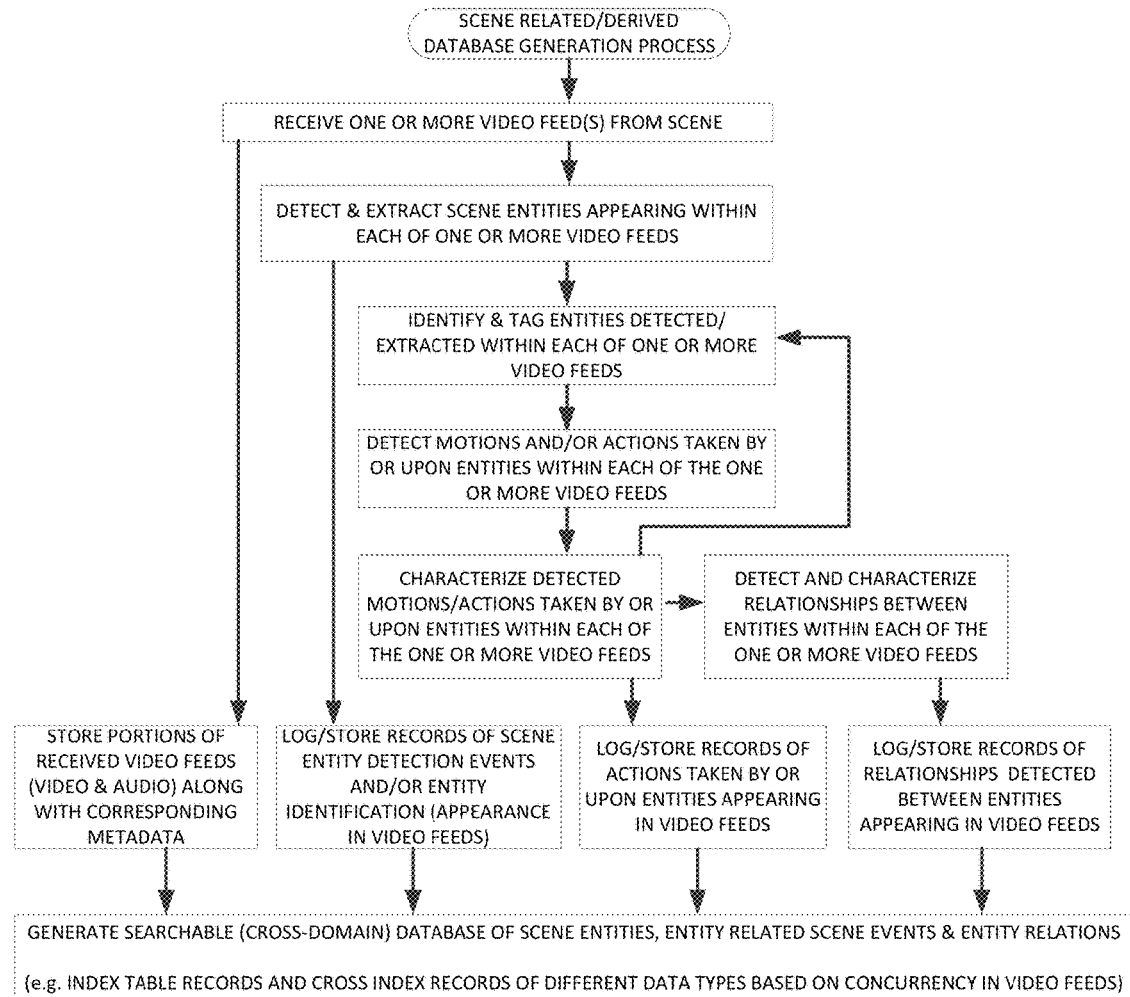 SCENE RELATED/DERIVED
DATABASE GENERATION PROCESS
RECEIVE ONE OR MORE VIDEO FEED(S) FROM SCENE
DETECT & EXTRACT SCENE ENTITIES APPEARING WITHIN
EACH OF ONE OR MORE VIDEO FEEDS
IDENTIFY & TAG ENTITIES DETECTED/
EXTRACTED WITHIN EACH OF ONE OR MORE
VIDEO FEEDS
DETECT MOTIONS AND/OR ACTIONS TAKEN BY
OR UPON ENTITIES WITHIN EACH OF THE ONE
OR MORE VIDEO FEEDS
CHARACTERIZE DETECTED
MOTIONS/ACTIONS TAKEN BY OR
UPON ENTITIES WITHIN EACH OF
THE ONE OR MORE VIDEO FEEDS
DETECT AND CHARACTERIZE
RELATIONSHIPS BETWEEN
ENTITIES WITHIN EACH OF THE
ONE OR MORE VIDEO FEEDS
STORE PORTIONS OF
RECEIVED VIDEO FEEDS
(VIDEO & AUDIO) ALONG
WITH CORRESPONDING
METADATA
LOG/STORE RECORDS OF SCENE
ENTITY DETECTION EVENTS
AND/OR ENTITY
IDENTIFICATION (APPEARANCE
IN VIDEO FEEDS)
LOG/STORE RECORDS OF
ACTIONS TAKEN BY OR
UPON ENTITIES APPEARING
IN VIDEO FEEDS
LOG/STORE RECORDS OF
RELATIONSHIPS DETECTED
BETWEEN ENTITIES
APPEARING IN VIDEO FEEDS
GENERATE SEARCHABLE (CROSS-DOMAIN) DATABASE OF SCENE ENTITIES, ENTITY RELATED SCENE EVENTS & ENTITY RELATIONS
(e.g. INDEX TABLE RECORDS AND CROSS INDEX RECORDS OF DIFFERENT DATA TYPES BASED ON CONCURRENCY IN VIDEO FEEDS)